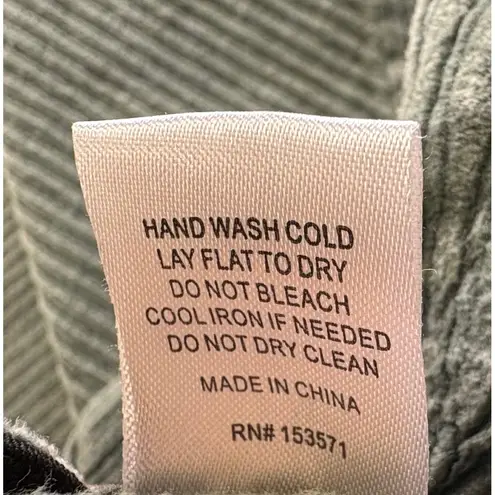 HAND WASH COLD
LAY FLAT TO DRY
DO NOT BLEACH
COOL IRON IF NEEDED
DO NOT DRY CLEAN
MADE IN CHINA
RN# 153571